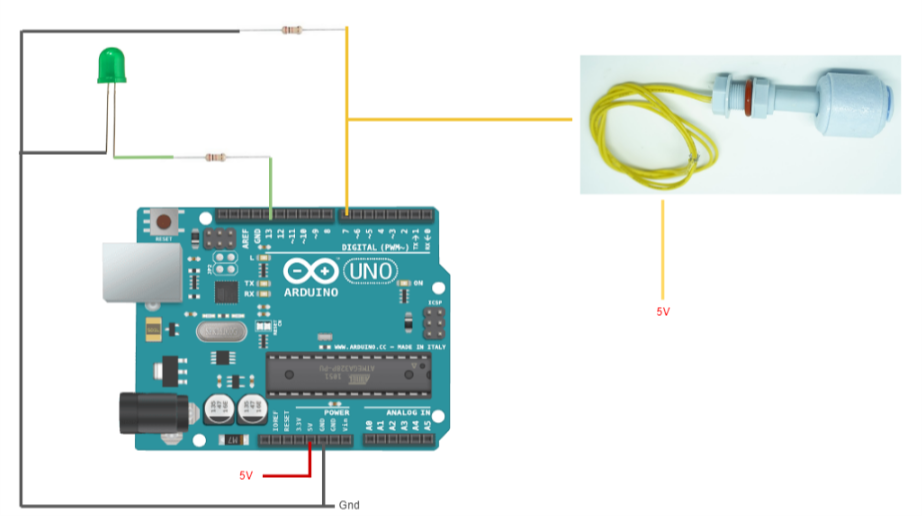 RESET
AREF
GND
13
12
~11
~10
~9
8
7
~6
~5
4
~3
2
TX→1
RX←0
DIGITAL (PWM~)
L
TX
RX
ARDUINO
UNO
ON
ICSP
WWW.ARDUINO.CC - MADE IN ITALY
POWER
ANALOG IN
IOREF
RESET
3.3V
5V
GND
GND
Vin
A0
A1
A2
A3
A4
A5
5V
5V
Gnd